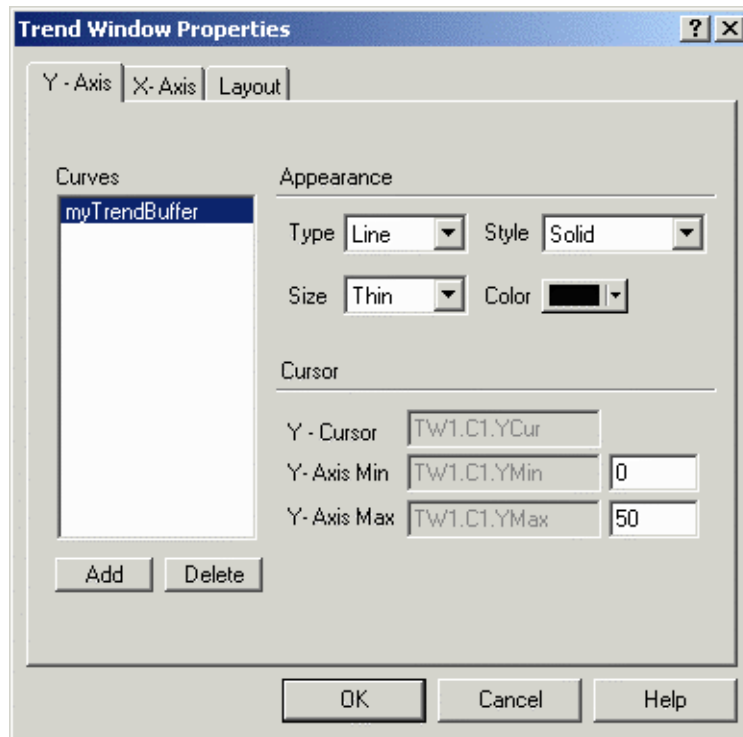 Trend Window Properties
Y - Axis X- Axis Layout
Curves
myTrendBuffer
Appearance
Type Line Style Solid
Size Thin Color
Cursor
Y - Cursor TW1.C1.YCur
Y- Axis Min TW1.C1.YMin 0
Y- Axis Max TW1.C1.YMax 50
Add Delete
OK Cancel Help